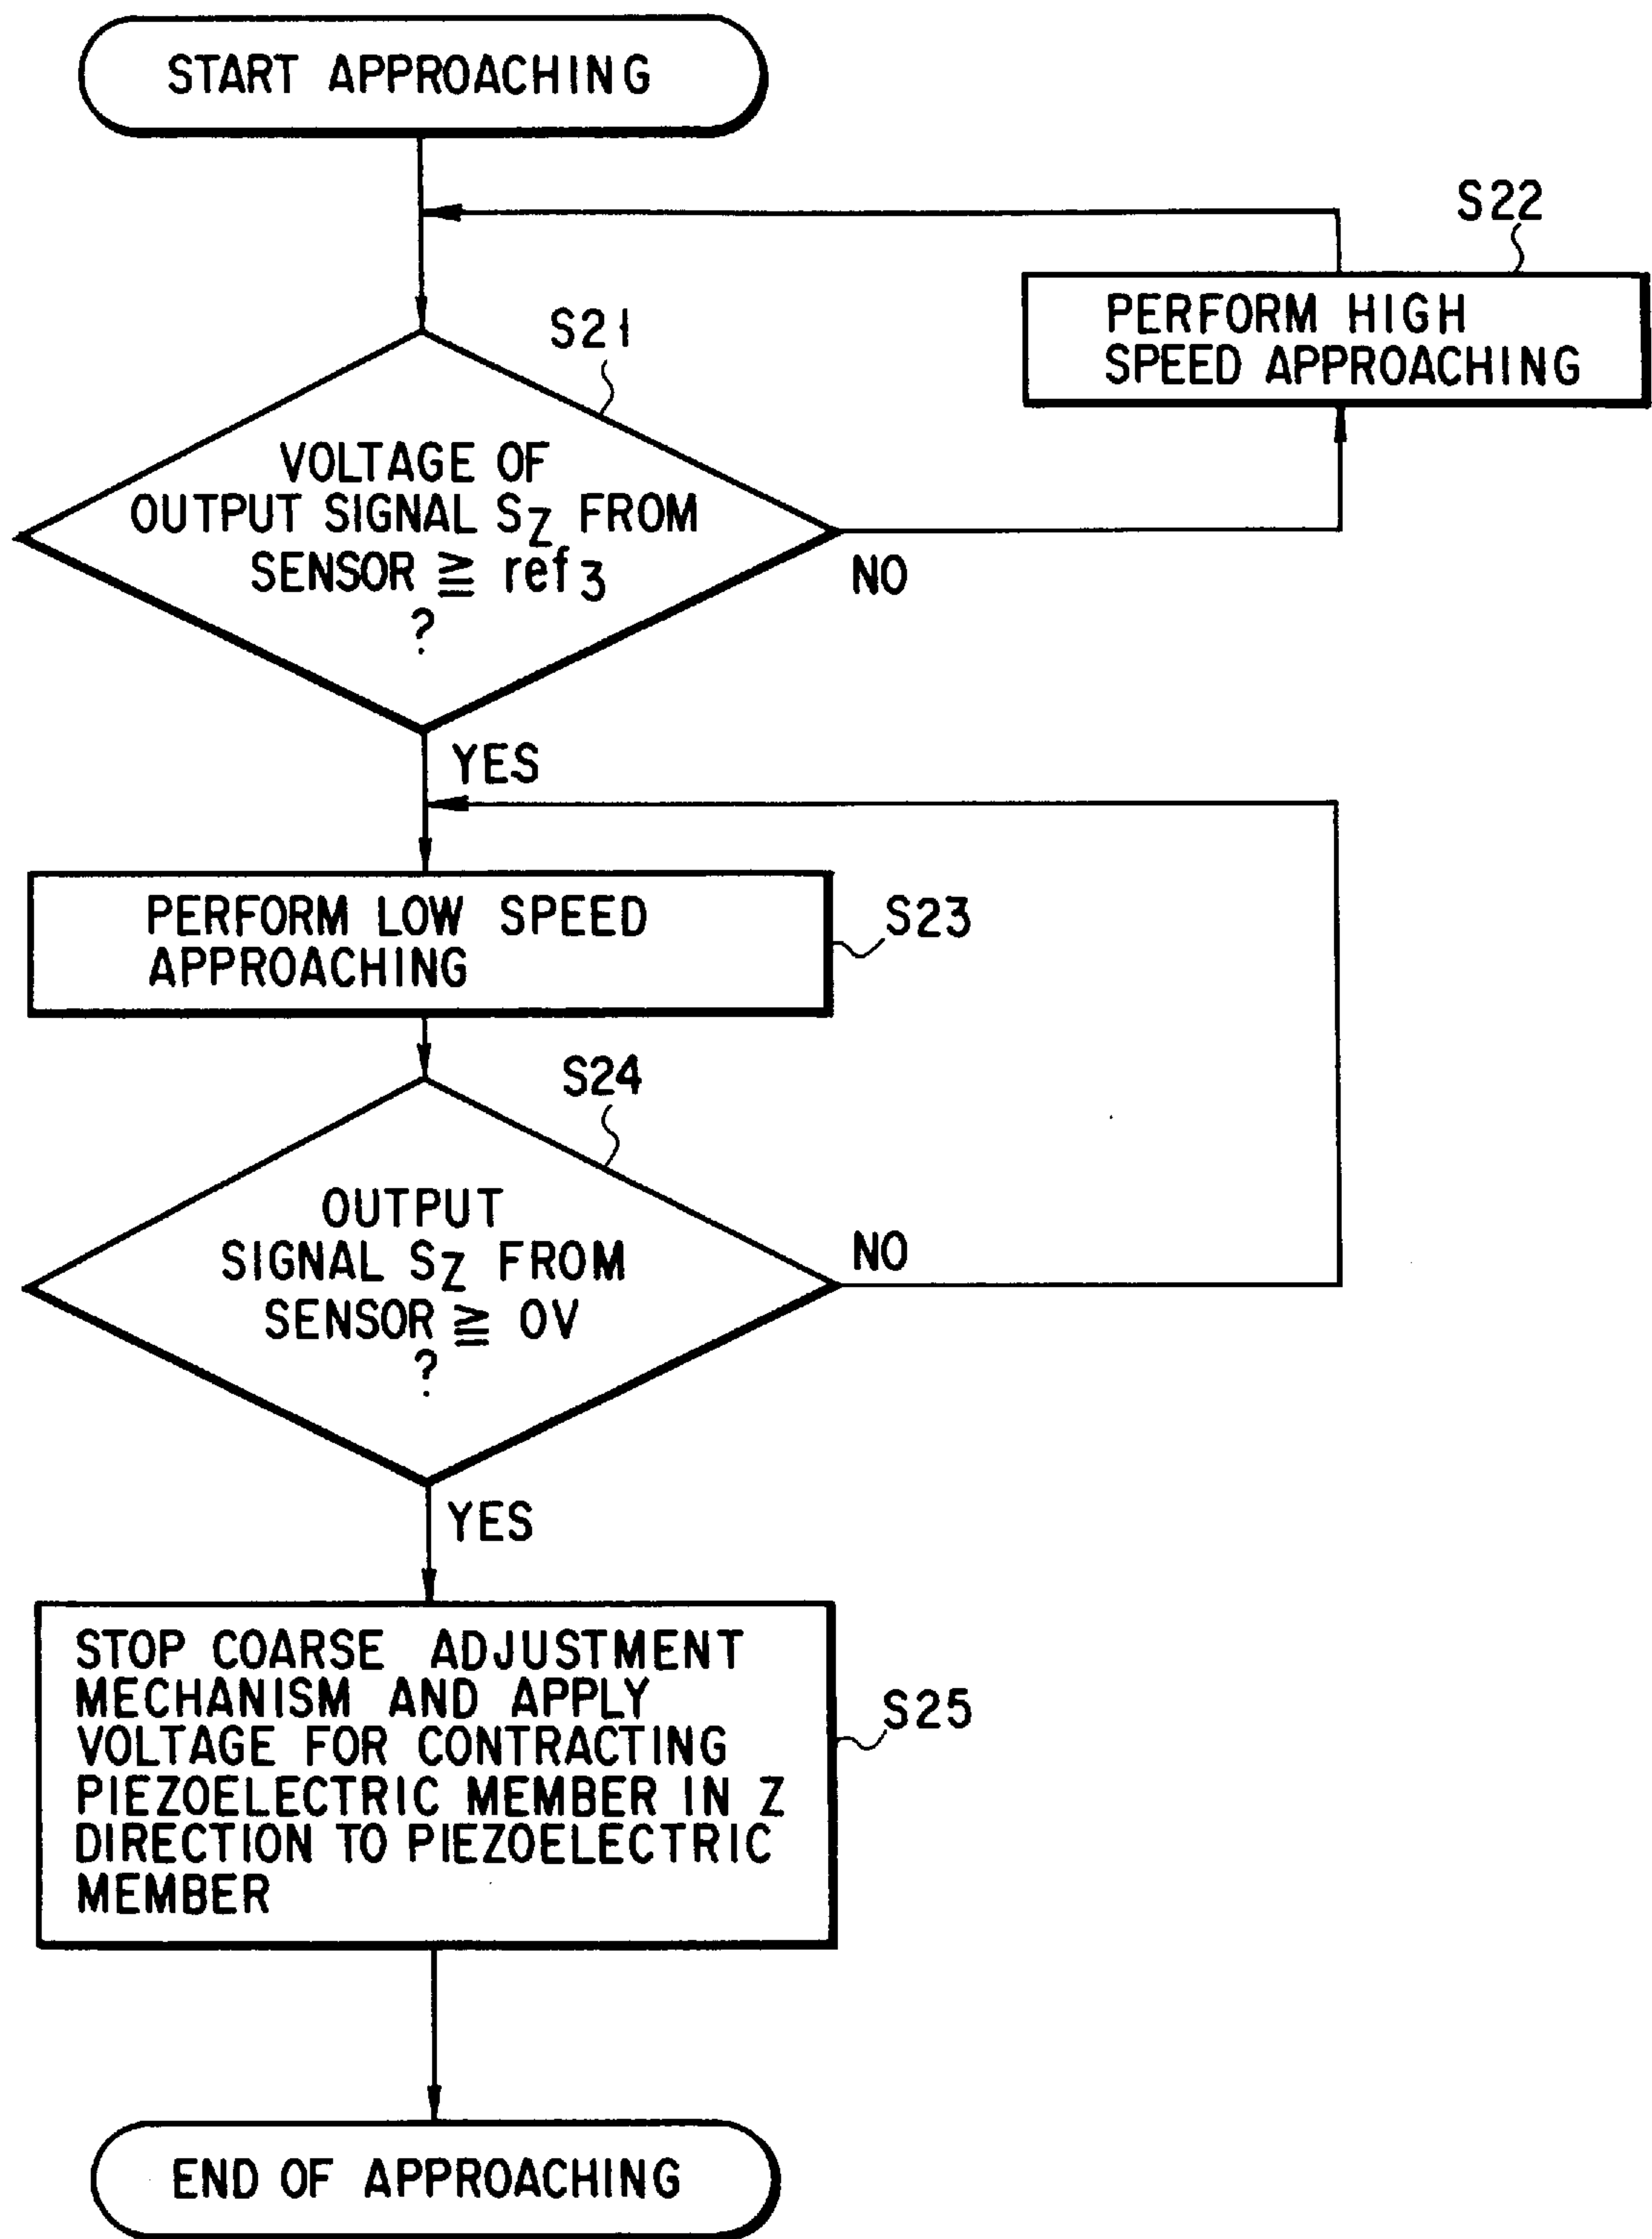 START APPROACHING
S22
PERFORM HIGH
SPEED APPROACHING
S21
VOLTAGE OF
OUTPUT SIGNAL SZ FROM
SENSOR ≧ ref3
?
NO
YES
PERFORM LOW SPEED
APPROACHING
S23
S24
OUTPUT
SIGNAL SZ FROM
SENSOR ≧ 0V
?
NO
YES
STOP COARSE ADJUSTMENT
MECHANISM AND APPLY
VOLTAGE FOR CONTRACTING
PIEZOELECTRIC MEMBER IN Z
DIRECTION TO PIEZOELECTRIC
MEMBER
S25
END OF APPROACHING